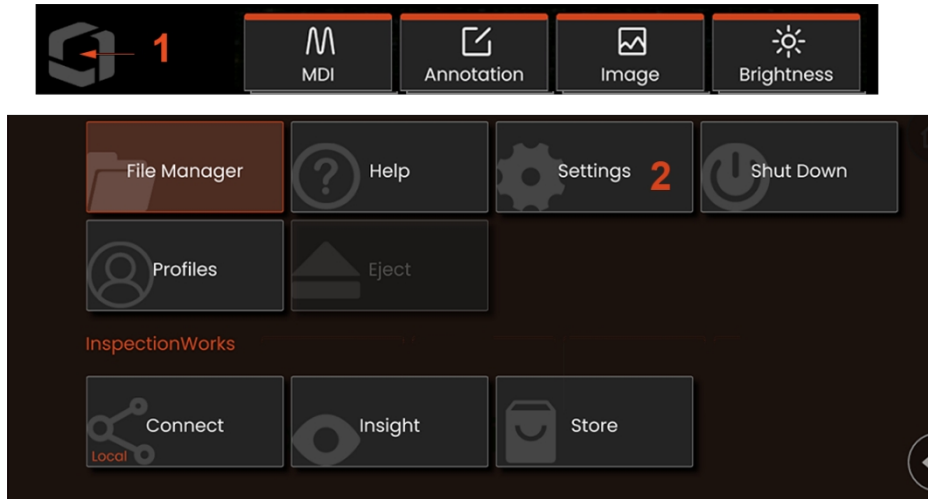 1
MDI
Annotation
Image
Brightness
File Manager
Help
Settings 2
Shut Down
Profiles
Eject
InspectionWorks
Connect
Local
Insight
Store